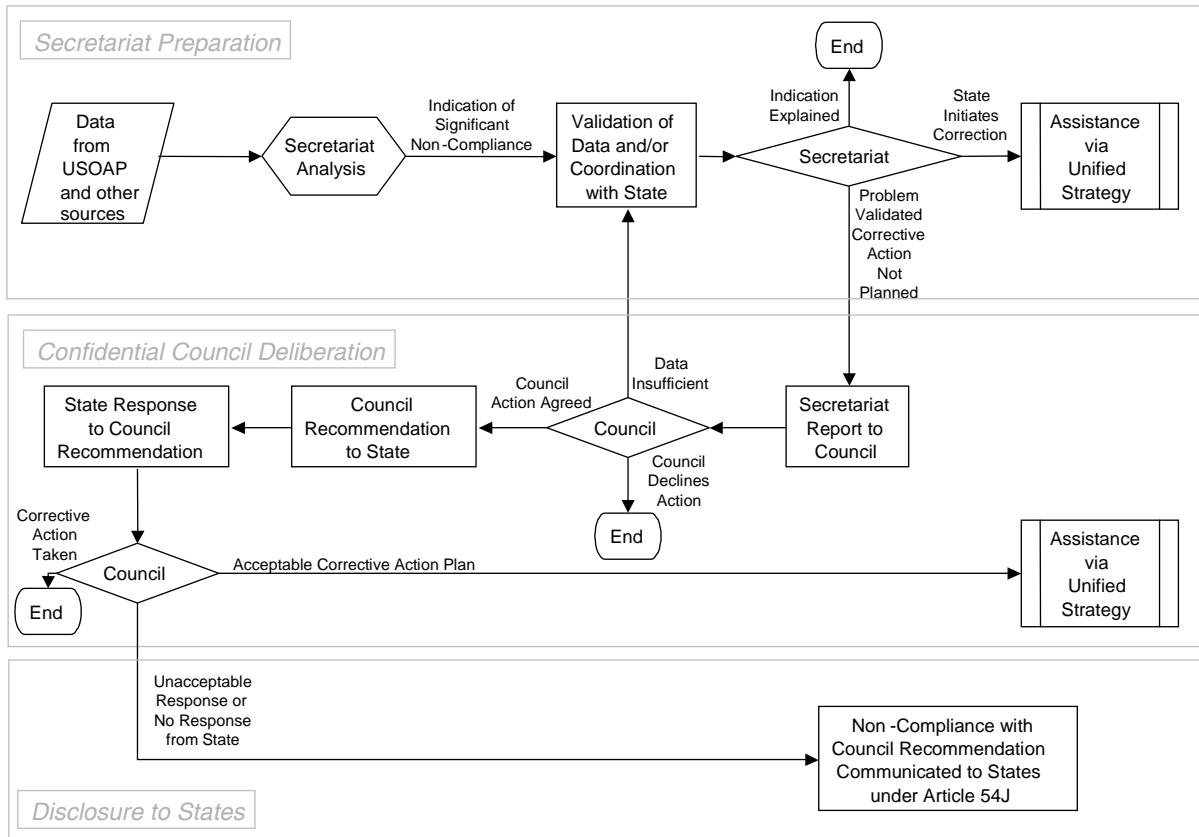 Secretariat Preparation
Data
from
USOAP
and other
sources
Secretariat
Analysis
Indication of
Significant
Non -Compliance
Validation of
Data and/or
Coordination
with State
End
Indication
Explained
Secretariat
State
Initiates
Correction
Assistance
via
Unified
Strategy
Problem
Validated
Corrective
Action
Not
Planned
Confidential Council Deliberation
State Response
to Council
Recommendation
Council
Recommendation
to State
Council
Action Agreed
Data
Insufficient
Council
Secretariat
Report to
Council
Council
Declines
Action
End
Corrective
Action
Taken
Council
Acceptable Corrective Action Plan
End
Assistance
via
Unified
Strategy
Unacceptable
Response or
No Response
from State
Non -Compliance with
Council Recommendation
Communicated to States
under Article 54J
Disclosure to States